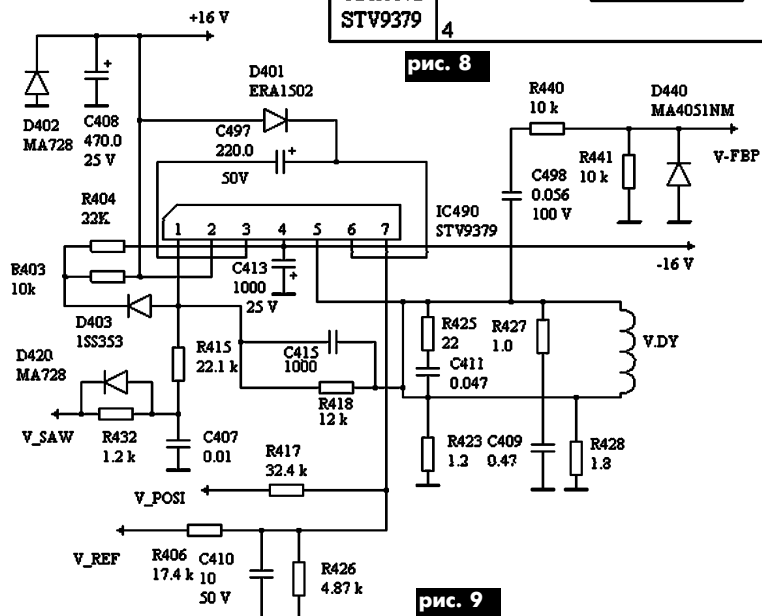 STV9379
4
рис. 8
+16 V
D402
MA728
C408
470.0
25 V
D401
ERA1502
C497
220.0
50V
R440
10 k
D440
MA4051NM
R441
10 k
V-FBP
C498
0.056
100 V
R404
22K
1 2 3 4 5 6 7
IC490
STV9379
R403
10k
C413
1000
25 V
-16 V
D403
1SS353
D420
MA728
R415
22.1 k
C415
1000
R418
12 k
R425
22
C411
0.047
R427
1.0
V.DY
V_SAW
R432
1.2 k
C407
0.01
R417
32.4 k
R423
1.2
C409
0.47
R428
1.8
V_POSI
V_REF
R406
17.4 k
C410
10
50 V
R426
4.87 k
рис. 9